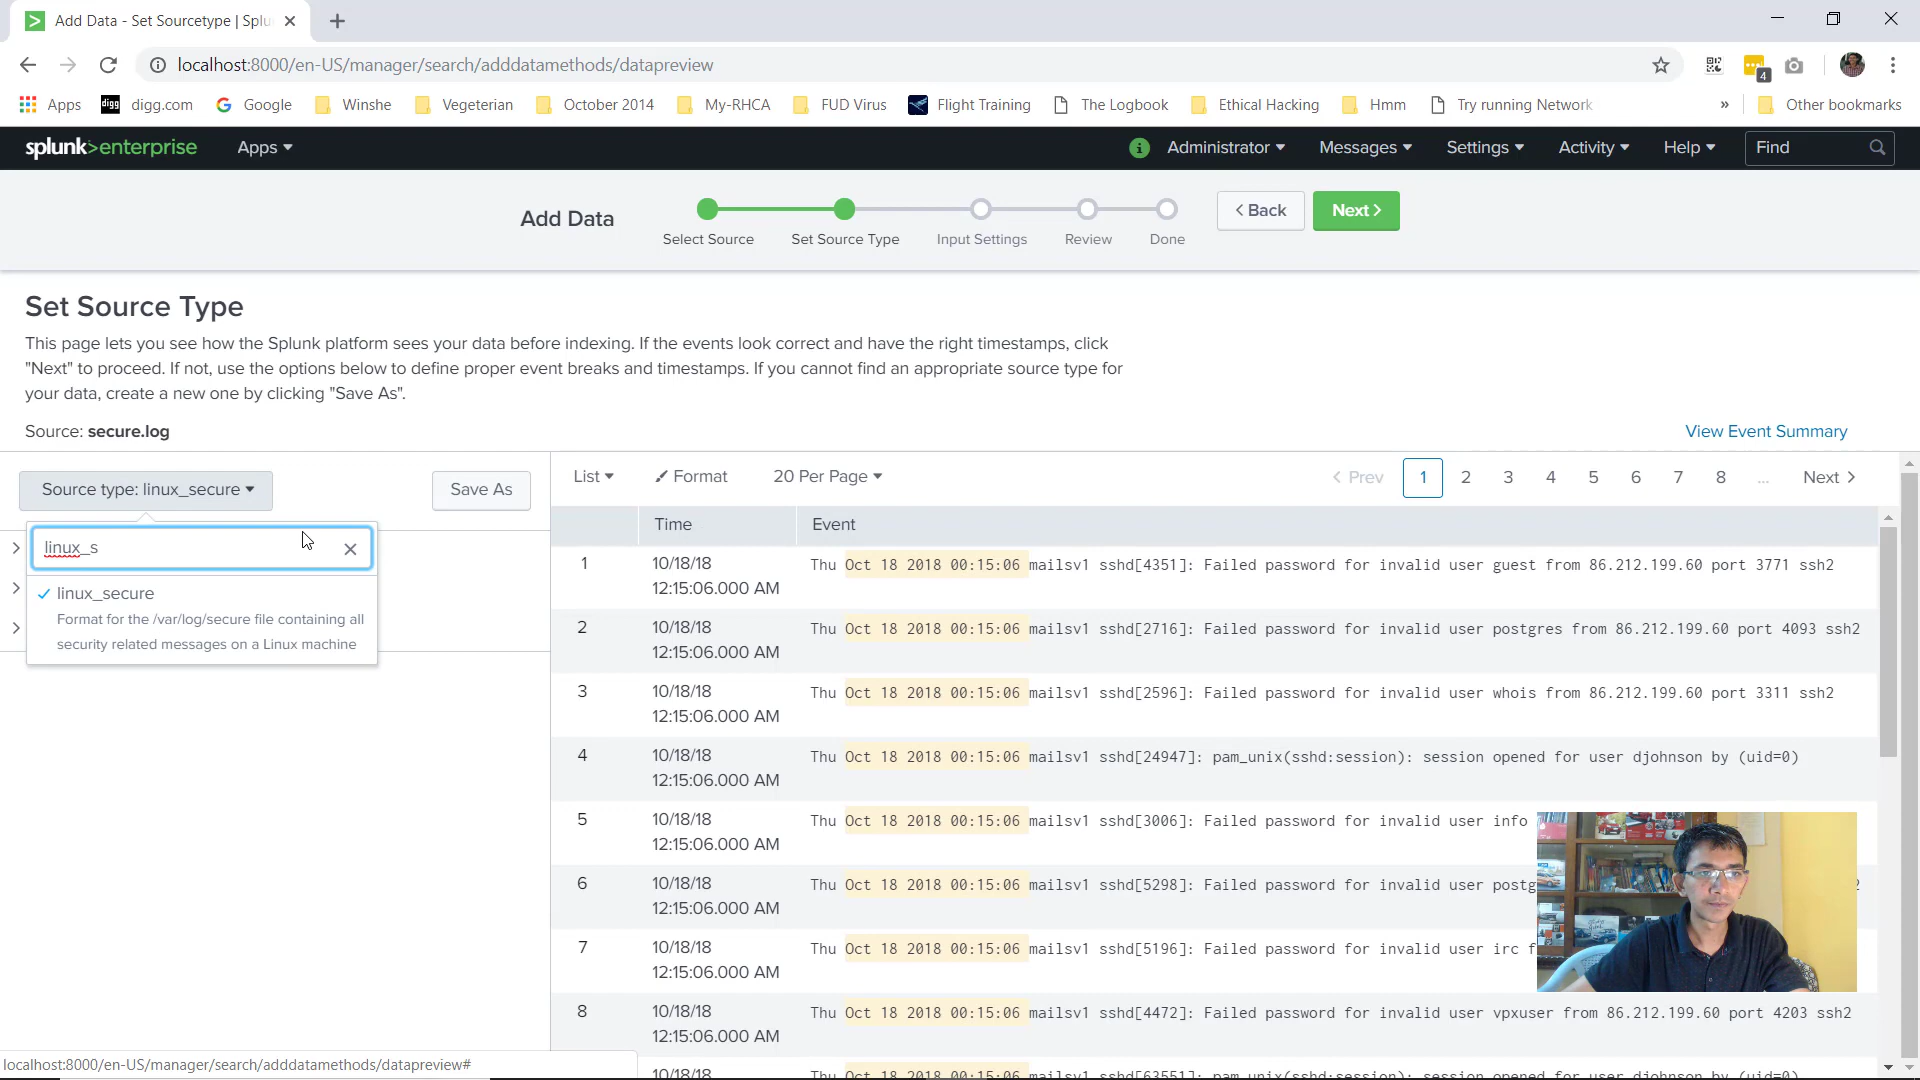 Add Data - Set Sourcetype | Splu
localhost:8000/en-US/manager/search/adddatamethods/datapreview
4
Apps
digg
digg.com
Google
Winshe
Vegeterian
October 2014
My-RHCA
FUD Virus
Flight Training
The Logbook
Ethical Hacking
Hmm
Try running Network
»
Other bookmarks
splunk>enterprise
Apps
i
Administrator
Messages
Settings
Activity
Help
Find
Add Data
Select Source
Set Source Type
Input Settings
Review
Done
< Back
Next >
Set Source Type
This page lets you see how the Splunk platform sees your data before indexing. If the events look correct and have the right timestamps, click
"Next" to proceed. If not, use the options below to define proper event breaks and timestamps. If you cannot find an appropriate source type for
your data, create a new one by clicking "Save As".
Source: secure.log
View Event Summary
Source type: linux_secure
Save As
linux_s
linux_secure
Format for the /var/log/secure file containing all
security related messages on a Linux machine
List
Format
20 Per Page
< Prev
1
2
3
4
5
6
7
8
...
Next >
Time
Event
1
10/18/18
12:15:06.000 AM
Thu Oct 18 2018 00:15:06 mailsv1 sshd[4351]: Failed password for invalid user guest from 86.212.199.60 port 3771 ssh2
2
10/18/18
12:15:06.000 AM
Thu Oct 18 2018 00:15:06 mailsv1 sshd[2716]: Failed password for invalid user postgres from 86.212.199.60 port 4093 ssh2
3
10/18/18
12:15:06.000 AM
Thu Oct 18 2018 00:15:06 mailsv1 sshd[2596]: Failed password for invalid user whois from 86.212.199.60 port 3311 ssh2
4
10/18/18
12:15:06.000 AM
Thu Oct 18 2018 00:15:06 mailsv1 sshd[24947]: pam_unix(sshd:session): session opened for user djohnson by (uid=0)
5
10/18/18
12:15:06.000 AM
Thu Oct 18 2018 00:15:06 mailsv1 sshd[3006]: Failed password for invalid user info
6
10/18/18
12:15:06.000 AM
Thu Oct 18 2018 00:15:06 mailsv1 sshd[5298]: Failed password for invalid user postg
7
10/18/18
12:15:06.000 AM
Thu Oct 18 2018 00:15:06 mailsv1 sshd[5196]: Failed password for invalid user irc f
8
10/18/18
12:15:06.000 AM
Thu Oct 18 2018 00:15:06 mailsv1 sshd[4472]: Failed password for invalid user vpxuser from 86.212.199.60 port 4203 ssh2
10/18/18
Thu Oct 18 2018 00:15:06 mailsv1 sshd[63551]: pam_unix(sshd:session): session opened for user djohnson by (uid=0)
localhost:8000/en-US/manager/search/adddatamethods/datapreview#